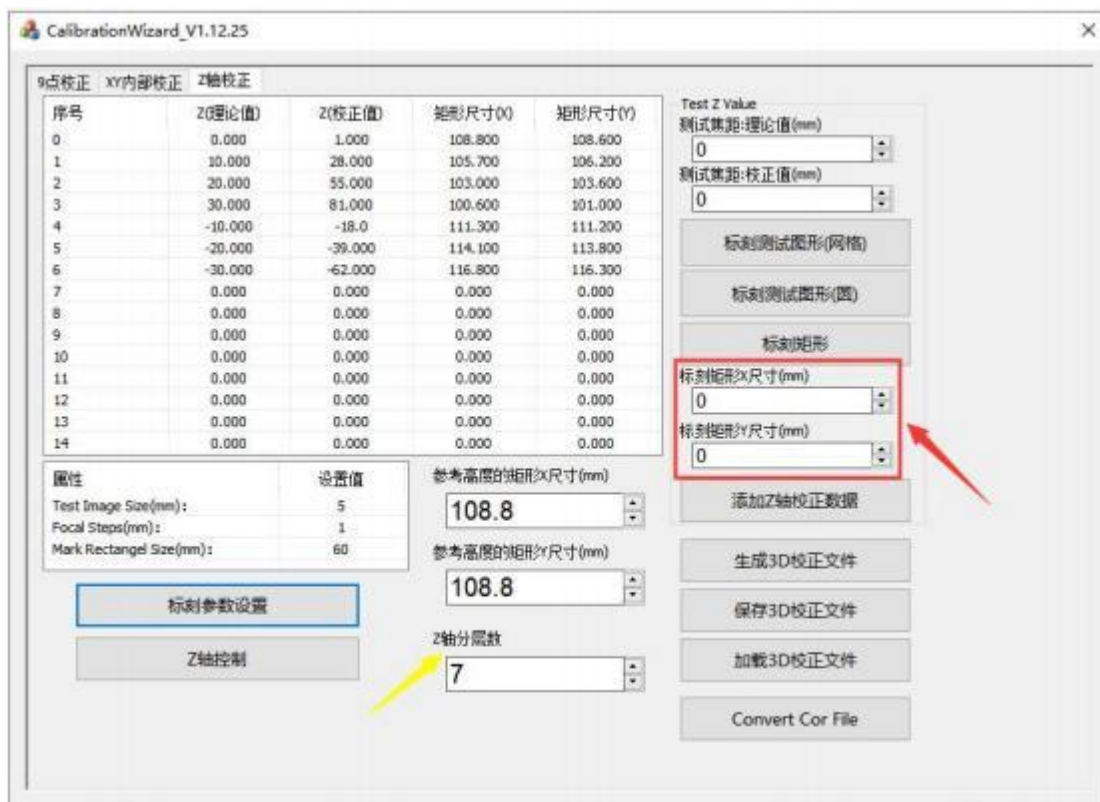 CalibrationWizard_V1.12.25
9点校正 XY内部校正 Z轴校正
序号 Z(理论值) Z(校正值) 矩形尺寸(X) 矩形尺寸(Y)
0 0.000 1.000 108.800 108.600
1 10.000 28.000 105.700 106.200
2 20.000 55.000 103.000 103.600
3 30.000 81.000 100.600 101.000
4 -10.000 -18.0 111.300 111.200
5 -20.000 -39.000 114.100 113.800
6 -30.000 -62.000 116.800 116.300
7 0.000 0.000 0.000 0.000
8 0.000 0.000 0.000 0.000
9 0.000 0.000 0.000 0.000
10 0.000 0.000 0.000 0.000
11 0.000 0.000 0.000 0.000
12 0.000 0.000 0.000 0.000
13 0.000 0.000 0.000 0.000
14 0.000 0.000 0.000 0.000
属性 设置值
Test Image Size(mm): 5
Focal Steps(mm): 1
Mark Rectangel Size(mm): 60
标刻参数设置
Z轴控制
参考高度的矩形X尺寸(mm)
108.8
参考高度的矩形Y尺寸(mm)
108.8
Z轴分层数
7
Test Z Value
测试焦距:理论值(mm)
0
测试焦距:校正值(mm)
0
标刻测试图形(网格)
标刻测试图形(圆)
标刻矩形
标刻矩形X尺寸(mm)
0
标刻矩形Y尺寸(mm)
0
添加Z轴校正数据
生成3D校正文件
保存3D校正文件
加载3D校正文件
Convert Cor File